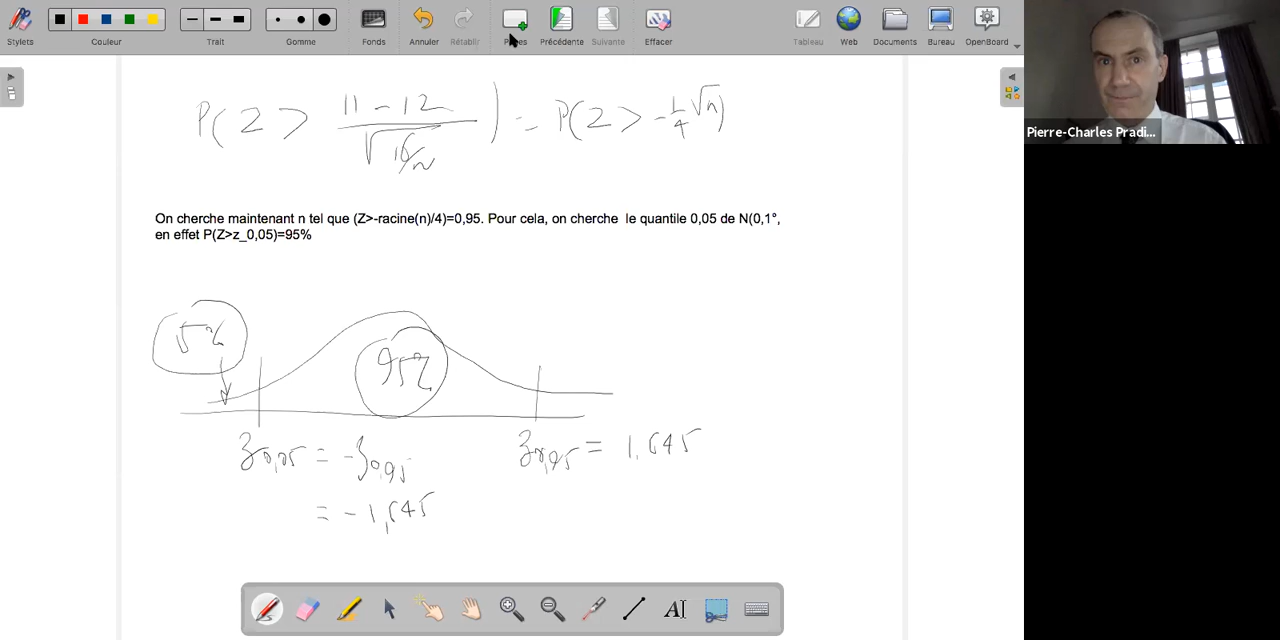 Stylets Couleur Trait Gomme Fonds Annuler Rétablir Pages Précédente Suivante Effacer Tableau Web Documents Bureau OpenBoard
P(Z > 11 - 12 / √16/n) = P(Z > -1/4 √n)
Pierre-Charles Pradi...
On cherche maintenant n tel que (Z>-racine(n)/4)=0,95. Pour cela, on cherche le quantile 0,05 de N(0,1°,
en effet P(Z>z_0,05)=95%
5%
95%
z0,05 = -z0,95
z0,95 = 1,645
= -1,645
A